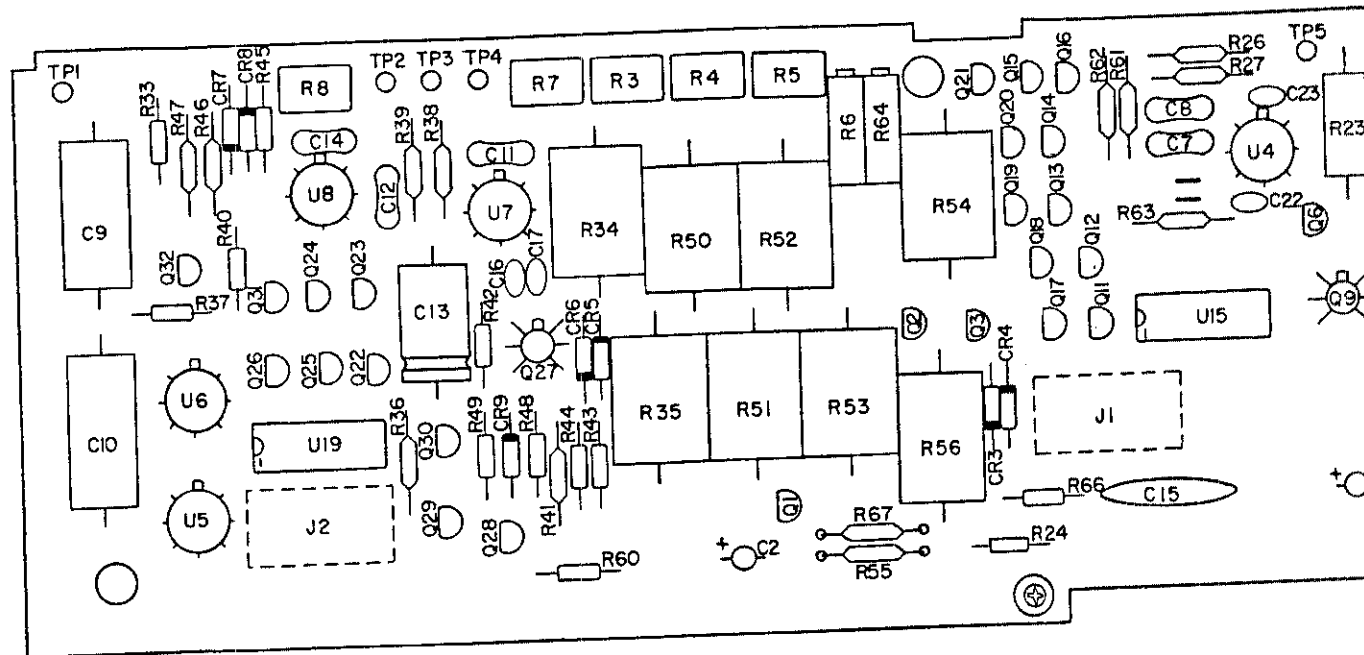 TP1
R33
R47
R46
CR7
CR8
R45
R8
TP2
TP3
TP4
R7
R3
R4
R5
R6
R64
Q21
Q15
Q16
R62
R61
R26
R27
TP5
C23
C8
C7
U4
R23
C14
R39
R38
C11
Q20
Q14
U8
C12
U7
R34
R50
R52
R54
Q19
Q13
R63
C22
Q6
C9
R40
Q32
Q31
Q24
Q23
C16
C17
Q18
Q12
R37
C13
R42
CR6
CR5
Q2
Q3
Q17
Q11
U15
Q9
CR4
Q27
C10
U6
Q26
Q25
Q22
R35
R51
R53
R56
J1
U19
R36
Q30
R49
CR9
R48
R44
R43
CR3
U5
J2
Q29
Q28
R41
Q1
R66
C15
+
R67
R24
+
C2
R55
R60